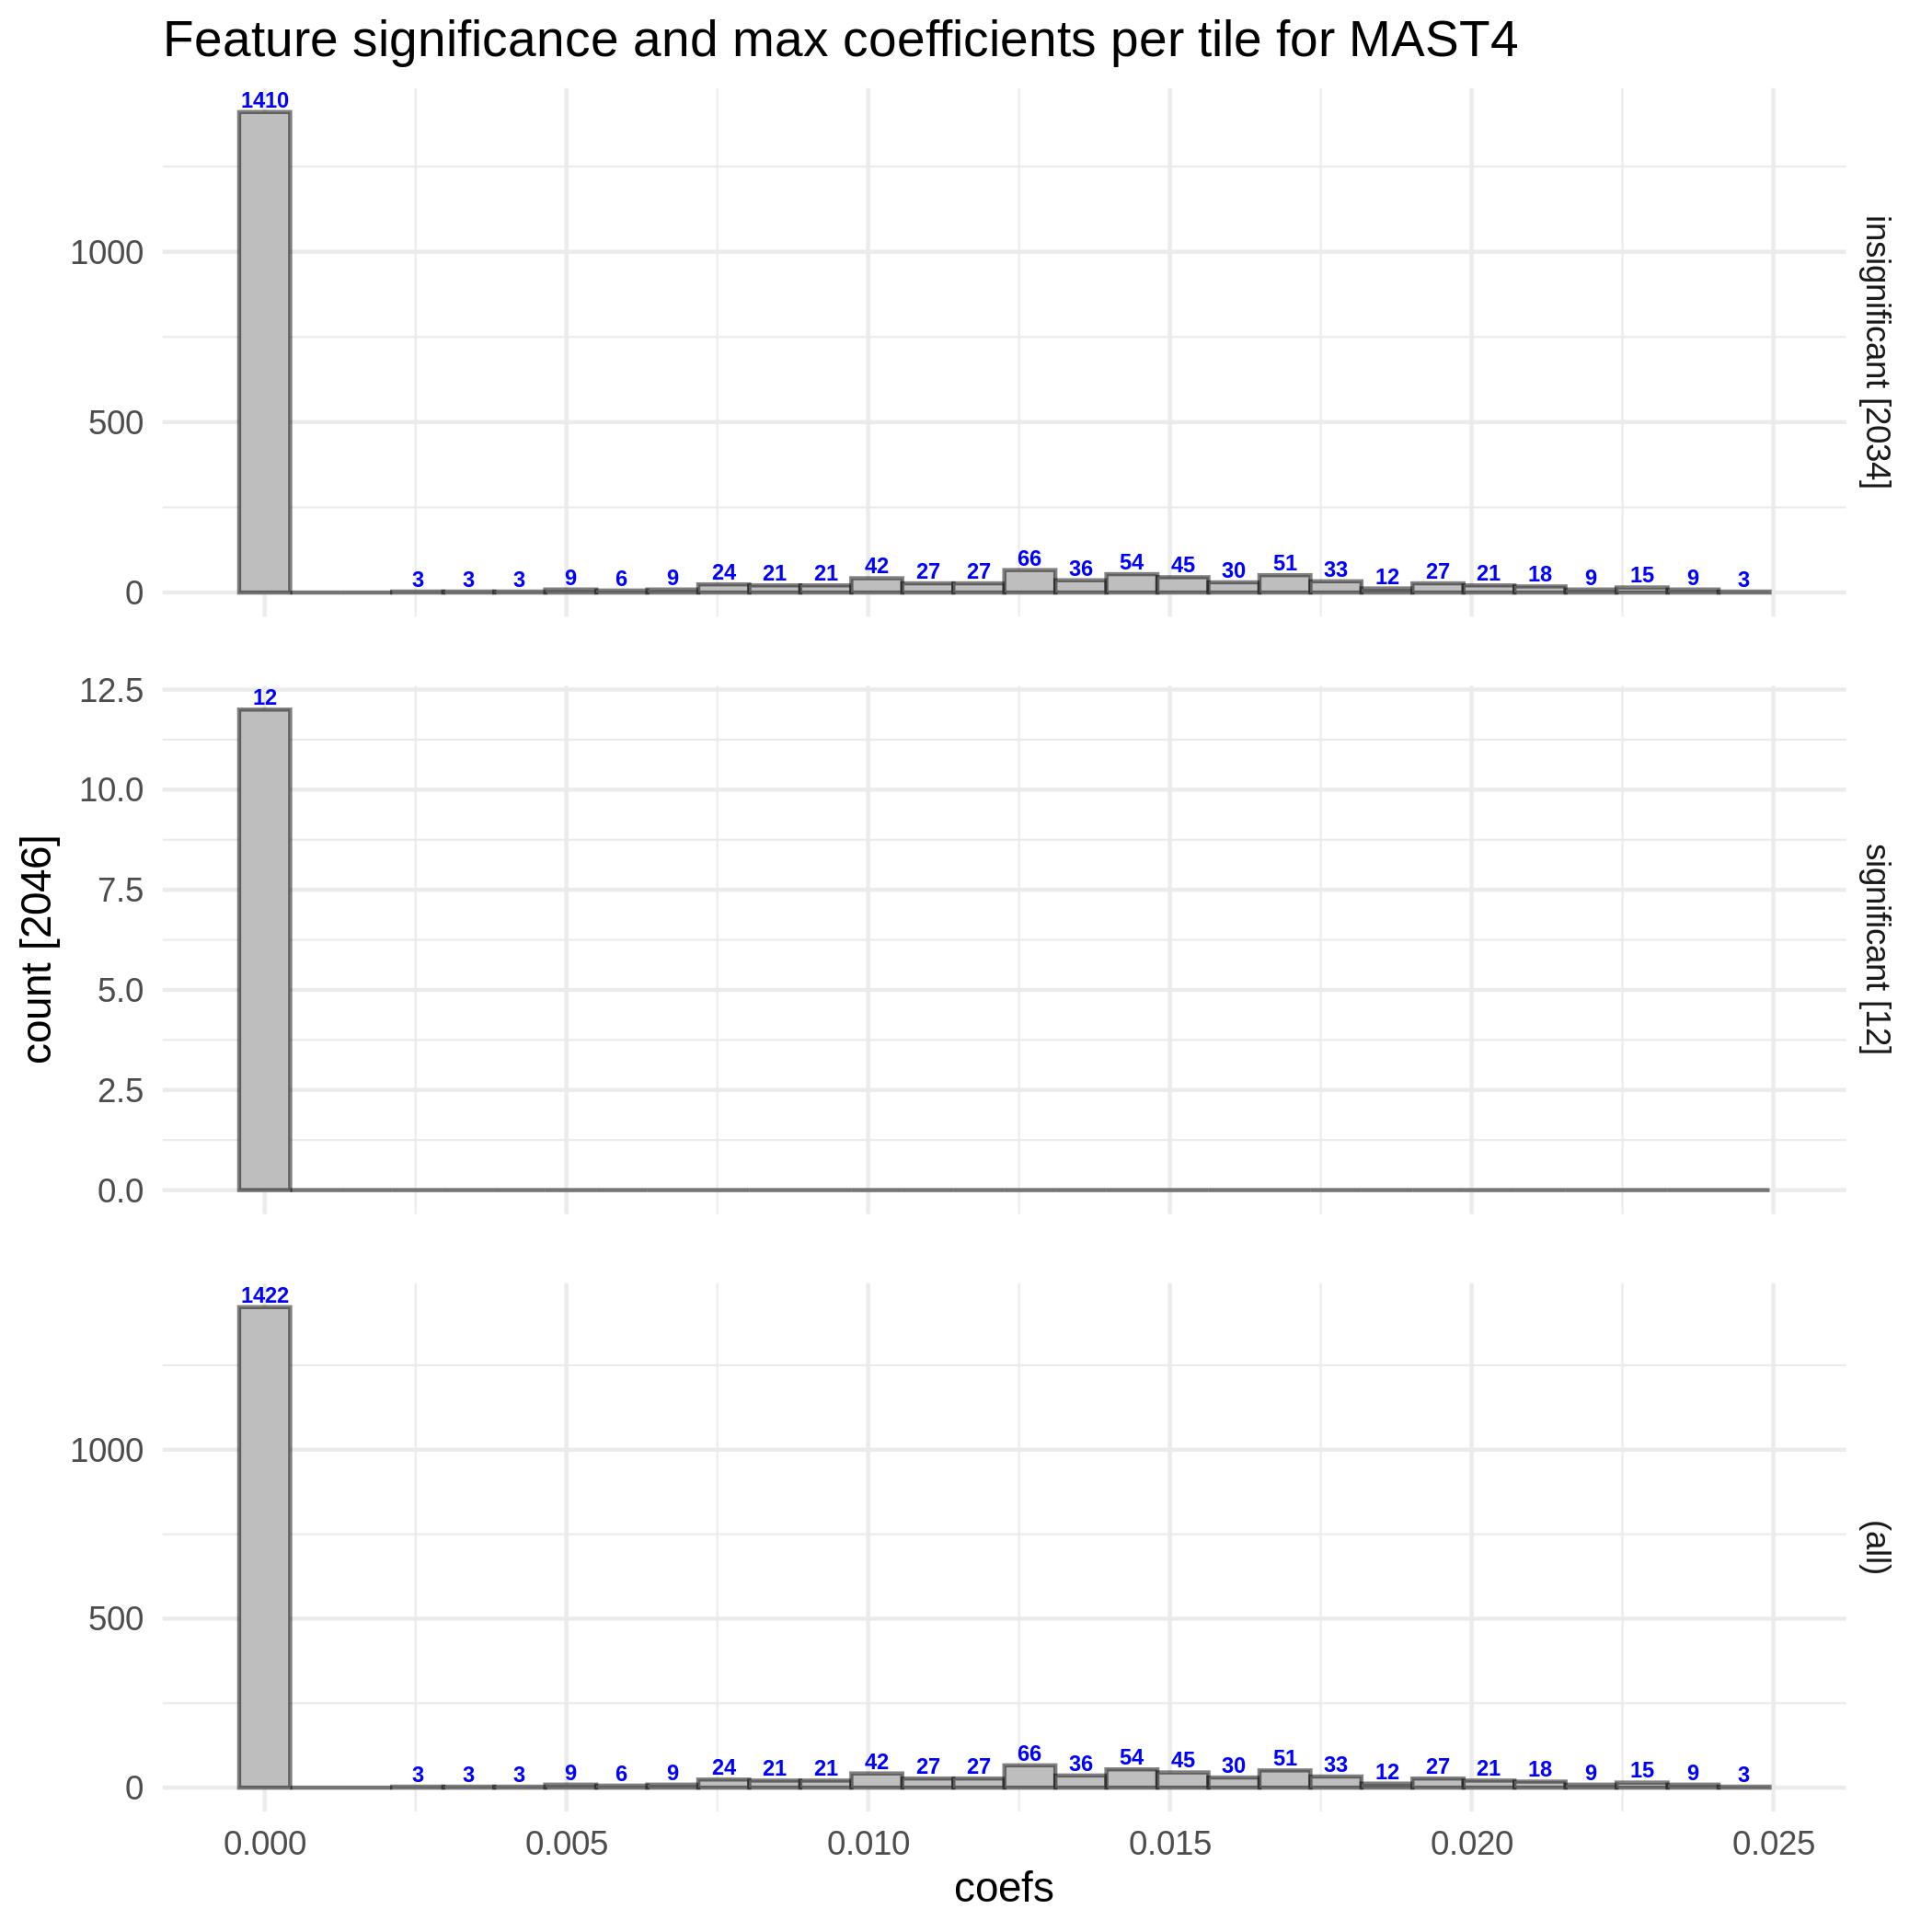 Feature significance and max coefficients per tile for MAST4
count [2046]
1410
1000
500
0
3 3 3 9 6 9 24 21 21 42 27 27 66 36 54 45 30 51 33 12 27 21 18 9 15 9 3
insignificant [2034]
12.5
12
10.0
7.5
5.0
2.5
0.0
significant [12]
1422
1000
500
0
3 3 3 9 6 9 24 21 21 42 27 27 66 36 54 45 30 51 33 12 27 21 18 9 15 9 3
(all)
0.000 0.005 0.010 0.015 0.020 0.025
coefs